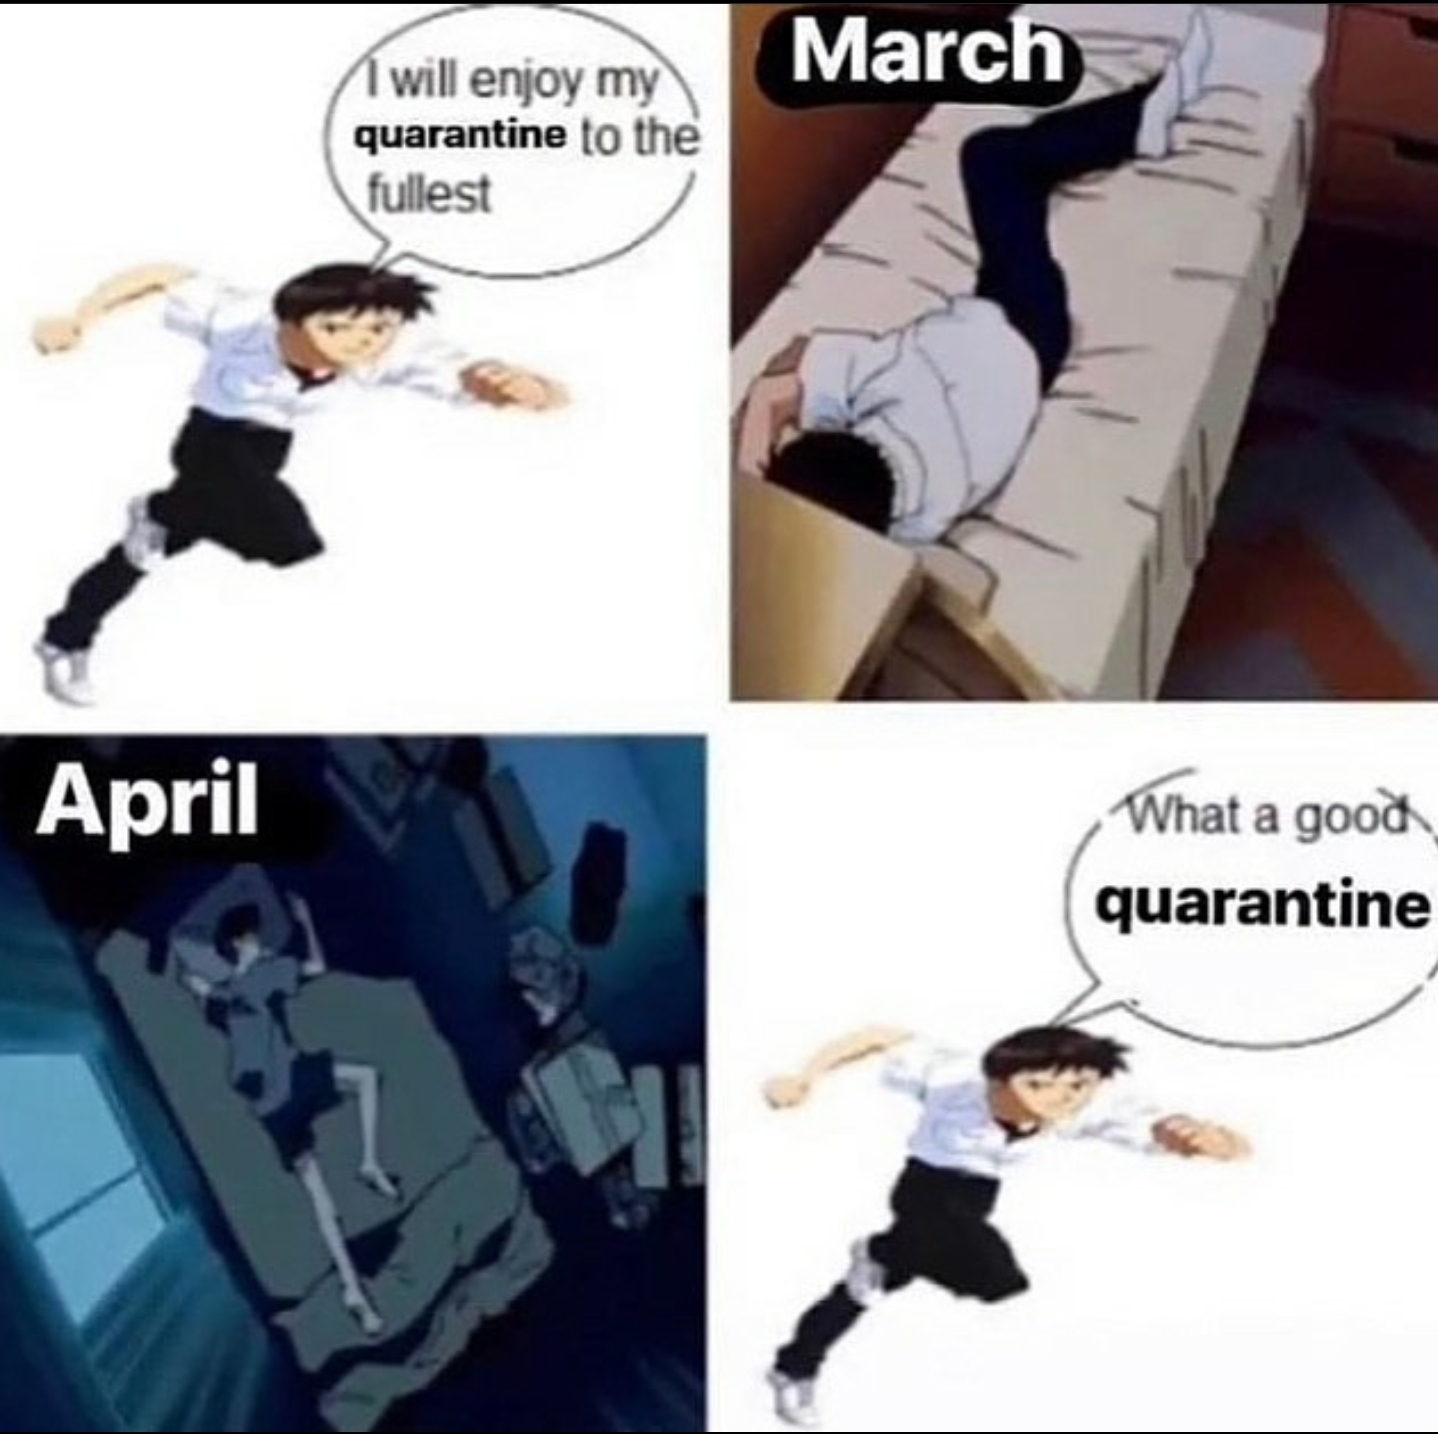 I will enjoy my
quarantine to the
fullest
March
April
What a good
quarantine